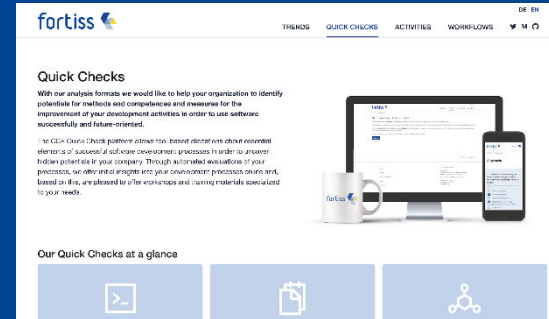 DE EN
fortiss
TRENDS QUICK CHECKS ACTIVITIES WORKFLOWS
Quick Checks
With our analysis formats we would like to help your organization to identify
potentials for methods and competences and measures for the
improvement of your development activities in order to use software
successfully and future-oriented.
The CCE Quick Check platform allows tool-based dictations about essential
elements of successful software development processes in order to uncover
hidden potentials in your company. Through automated evaluations of your
processes, we offer initial insights into your development processes online and,
based on this, are pleased to offer workshops and training materials specialized
to your needs.
fortiss
Our Quick Checks at a glance